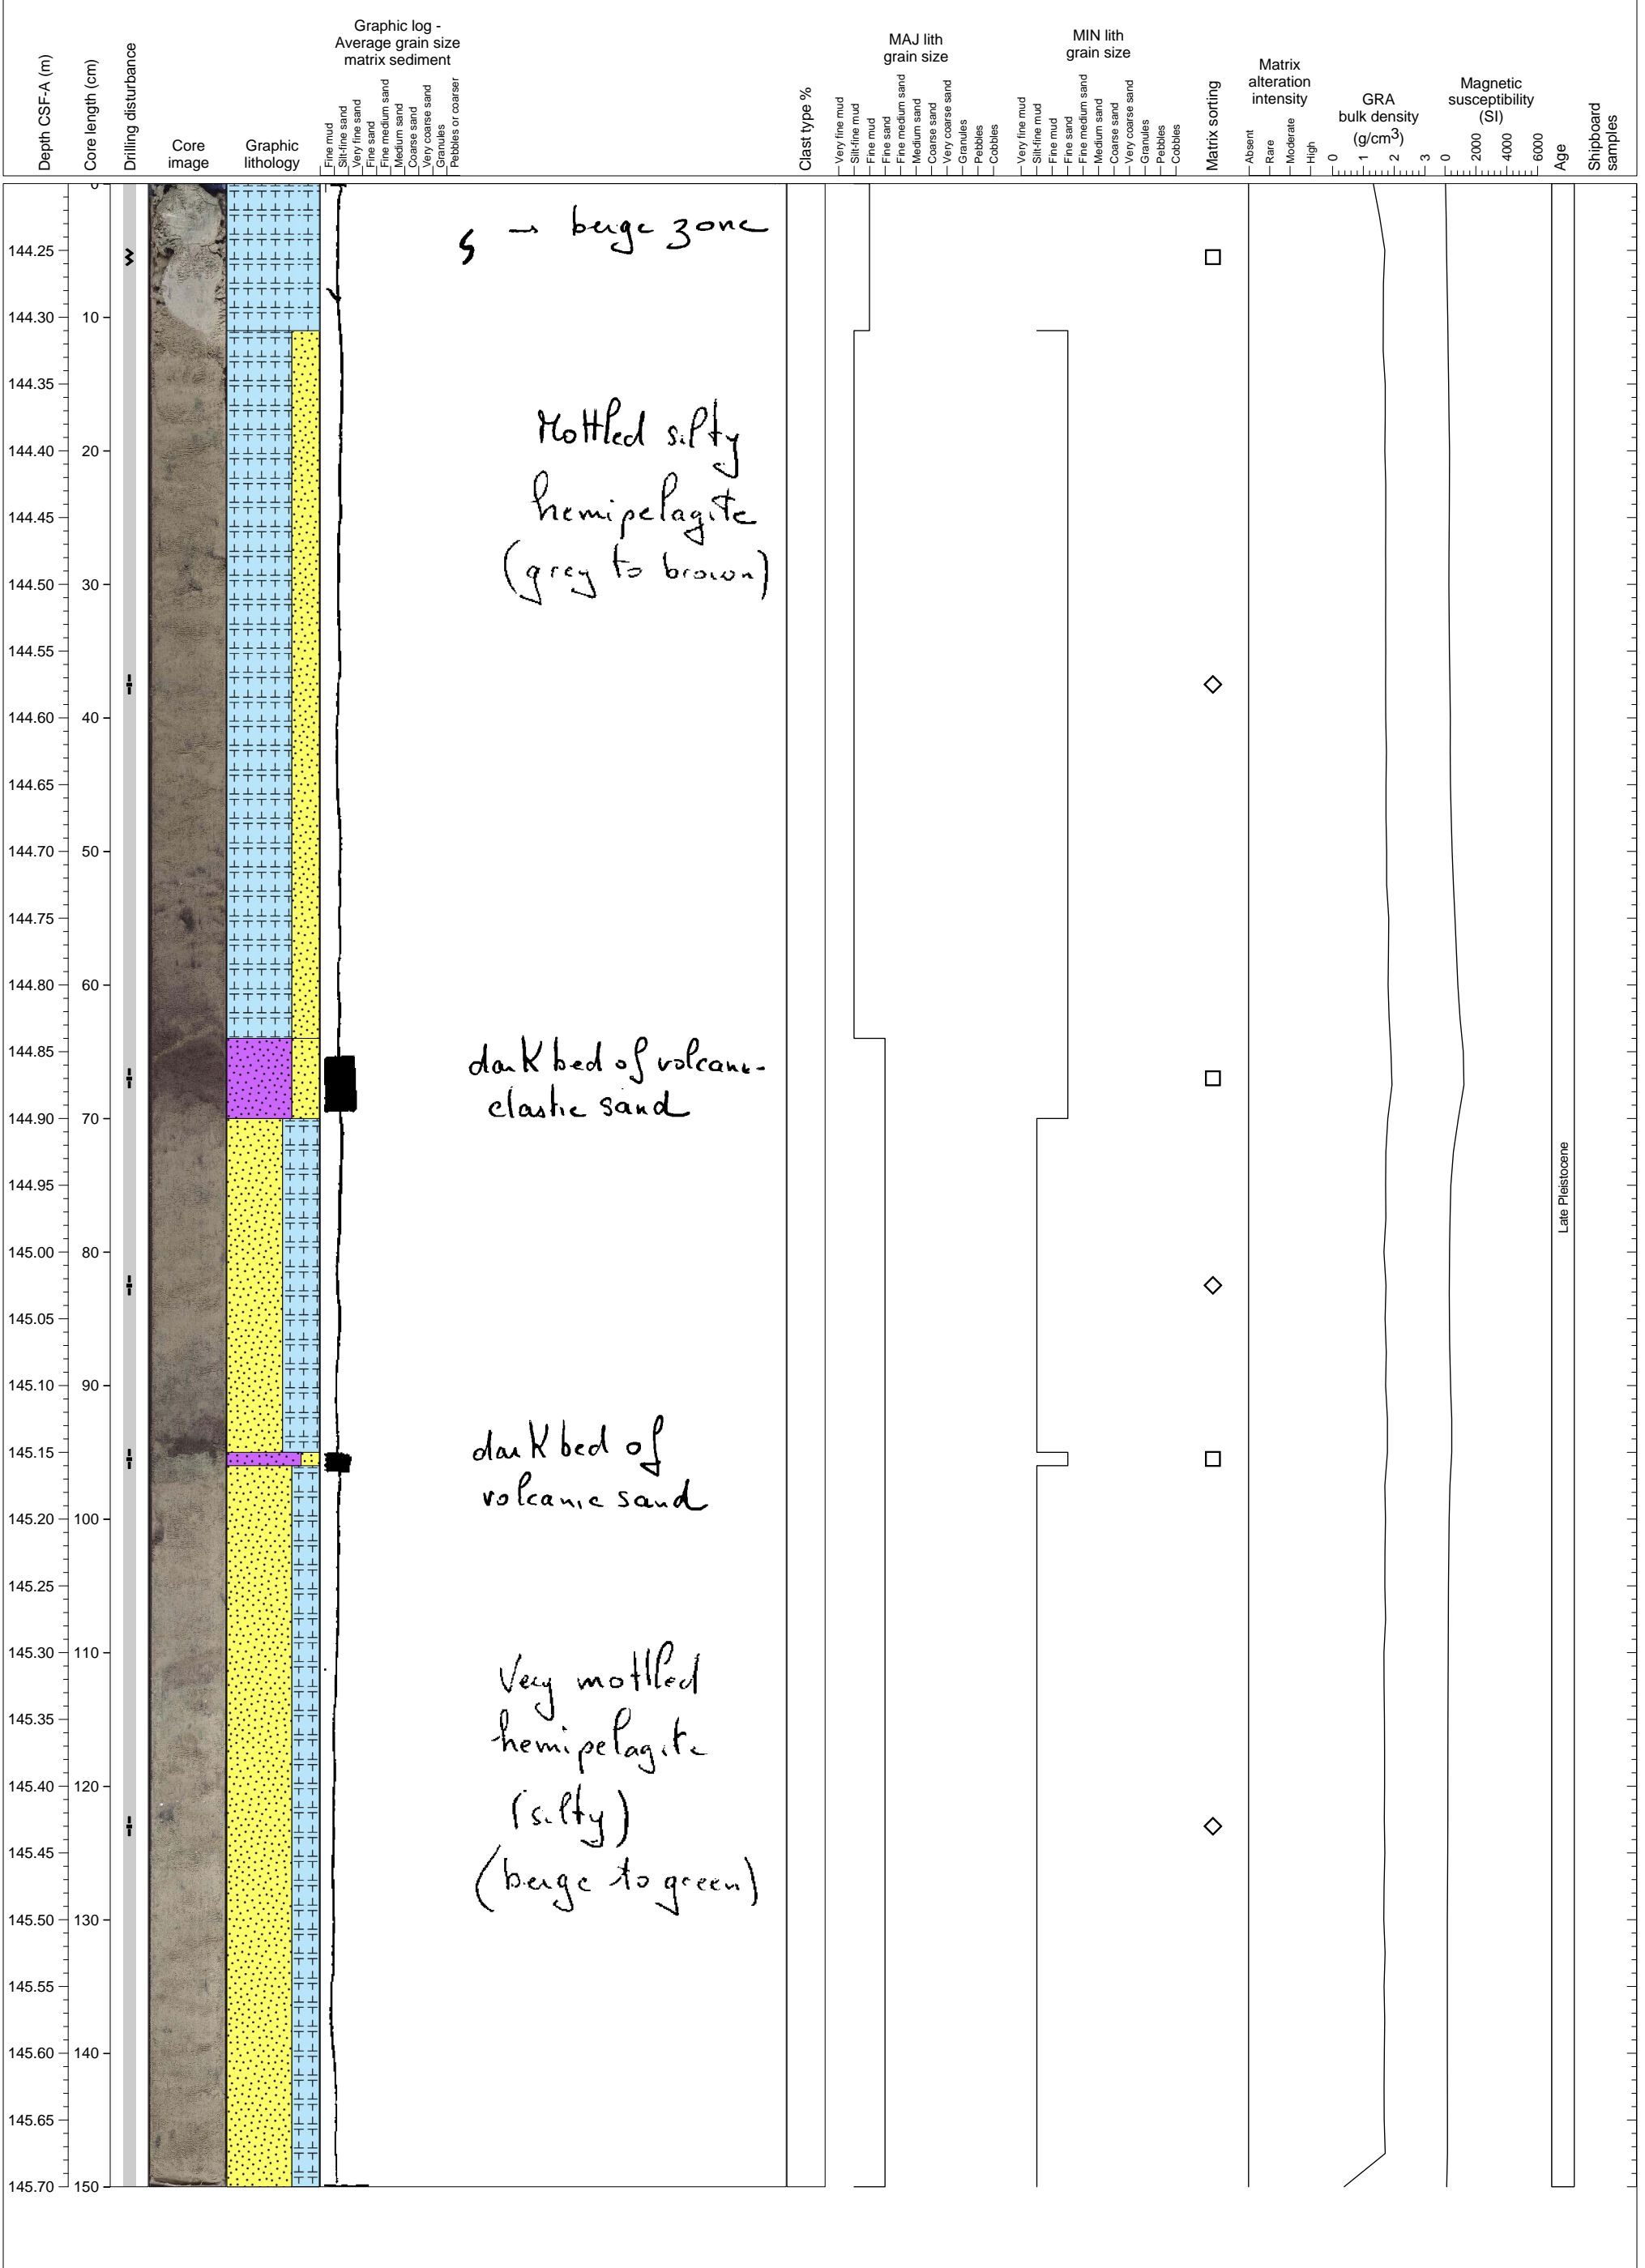 Depth CSF-A (m)
Core length (cm)
Drilling disturbance
Core
image
Graphic
lithology
Graphic log -
Average grain size
matrix sediment
Fine mud
Silt-fine sand
Very fine sand
Fine sand
Fine medium sand
Medium sand
Coarse sand
Very coarse sand
Granules
Pebbles or coarser
Clast type %
MAJ lith
grain size
Very fine mud
Silt-fine mud
Fine mud
Fine sand
Fine medium sand
Medium sand
Coarse sand
Very coarse sand
Granules
Pebbles
Cobbles
MIN lith
grain size
Very fine mud
Silt-fine mud
Fine mud
Fine sand
Fine medium sand
Medium sand
Coarse sand
Very coarse sand
Granules
Pebbles
Cobbles
Matrix sorting
Matrix
alteration
intensity
Absent
Rare
Moderate
High
GRA
bulk density
(g/cm3)
0 1 2 3
Magnetic
susceptibility
(SI)
0 2000 4000 6000
Age
Shipboard
samples
0
144.25
144.30 10
144.35
144.40 20
144.45
144.50 30
144.55
144.60 40
144.65
144.70 50
144.75
144.80 60
144.85
144.90 70
144.95
145.00 80
145.05
145.10 90
145.15
145.20 100
145.25
145.30 110
145.35
145.40 120
145.45
145.50 130
145.55
145.60 140
145.65
145.70 150
→ beige zone
Mottled silty
hemipelagite
(grey to brown)
dark bed of volcano-
clastic sand
dark bed of
volcanic sand
Very mottled
hemipelagite
(silty)
(beige to green)
Late Pleistocene